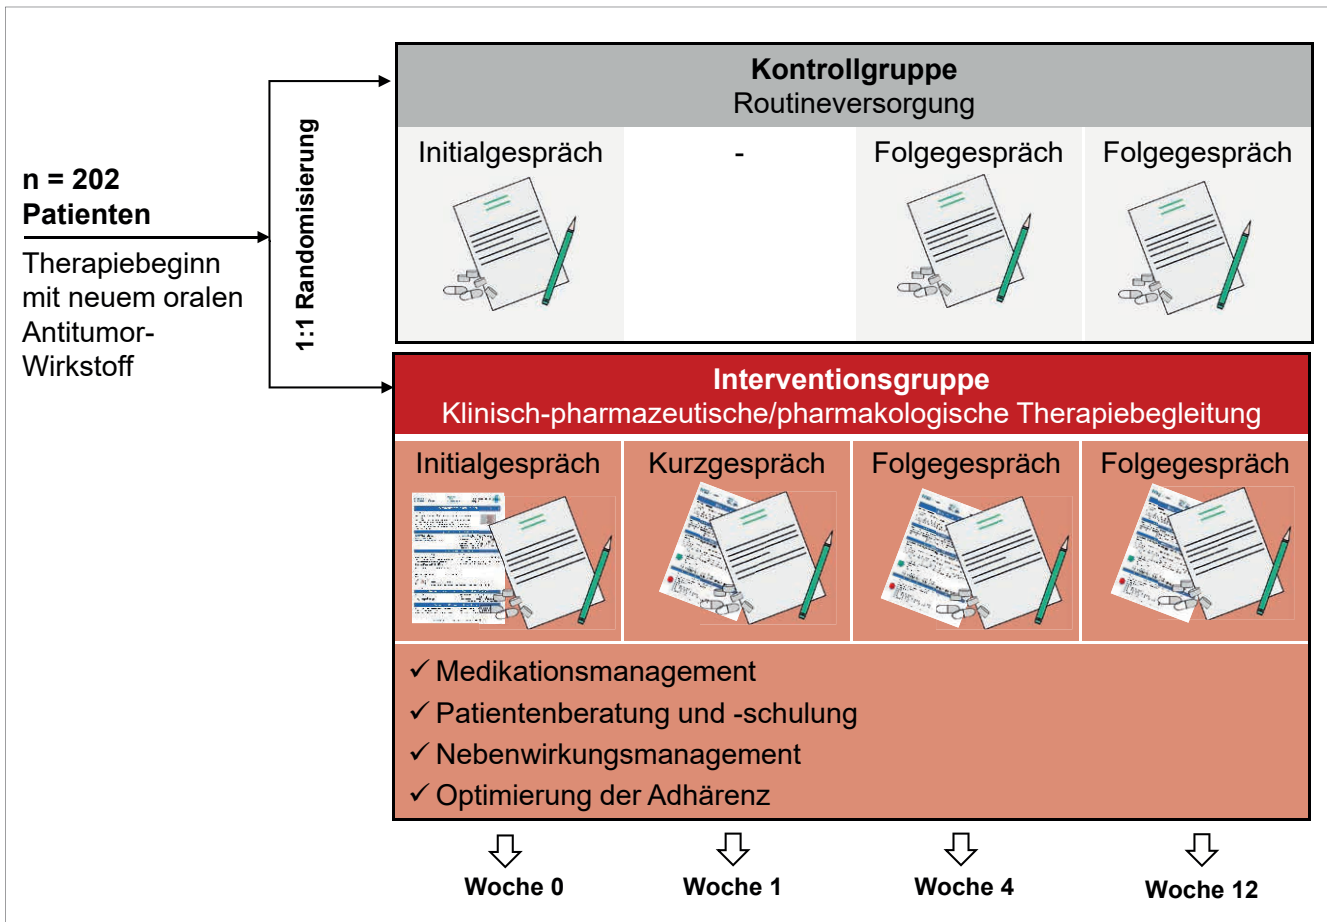 n = 202
Patienten
Therapiebeginn
mit neuem oralen
Antitumor-
Wirkstoff
1:1 Randomisierung
Kontrollgruppe
Routineversorgung
Initialgespräch
-
Folgegespräch
Folgegespräch
Interventionsgruppe
Klinisch-pharmazeutische/pharmakologische Therapiebegleitung
Initialgespräch
Kurzgespräch
Folgegespräch
Folgegespräch
✓ Medikationsmanagement
✓ Patientenberatung und -schulung
✓ Nebenwirkungsmanagement
✓ Optimierung der Adhärenz
Woche 0
Woche 1
Woche 4
Woche 12